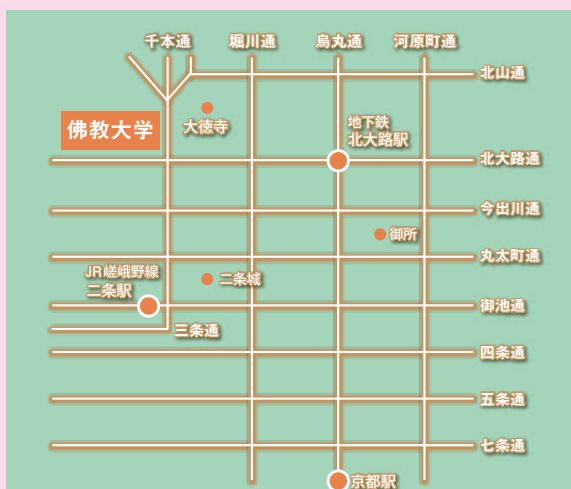 千本通
堀川通
烏丸通
河原町通
北山通
佛教大学
大徳寺
地下鉄
北大路駅
北大路通
今出川通
御所
丸太町通
JR嵯峨野線
二条駅
二条城
御池通
三条通
四条通
五条通
七条通
京都駅